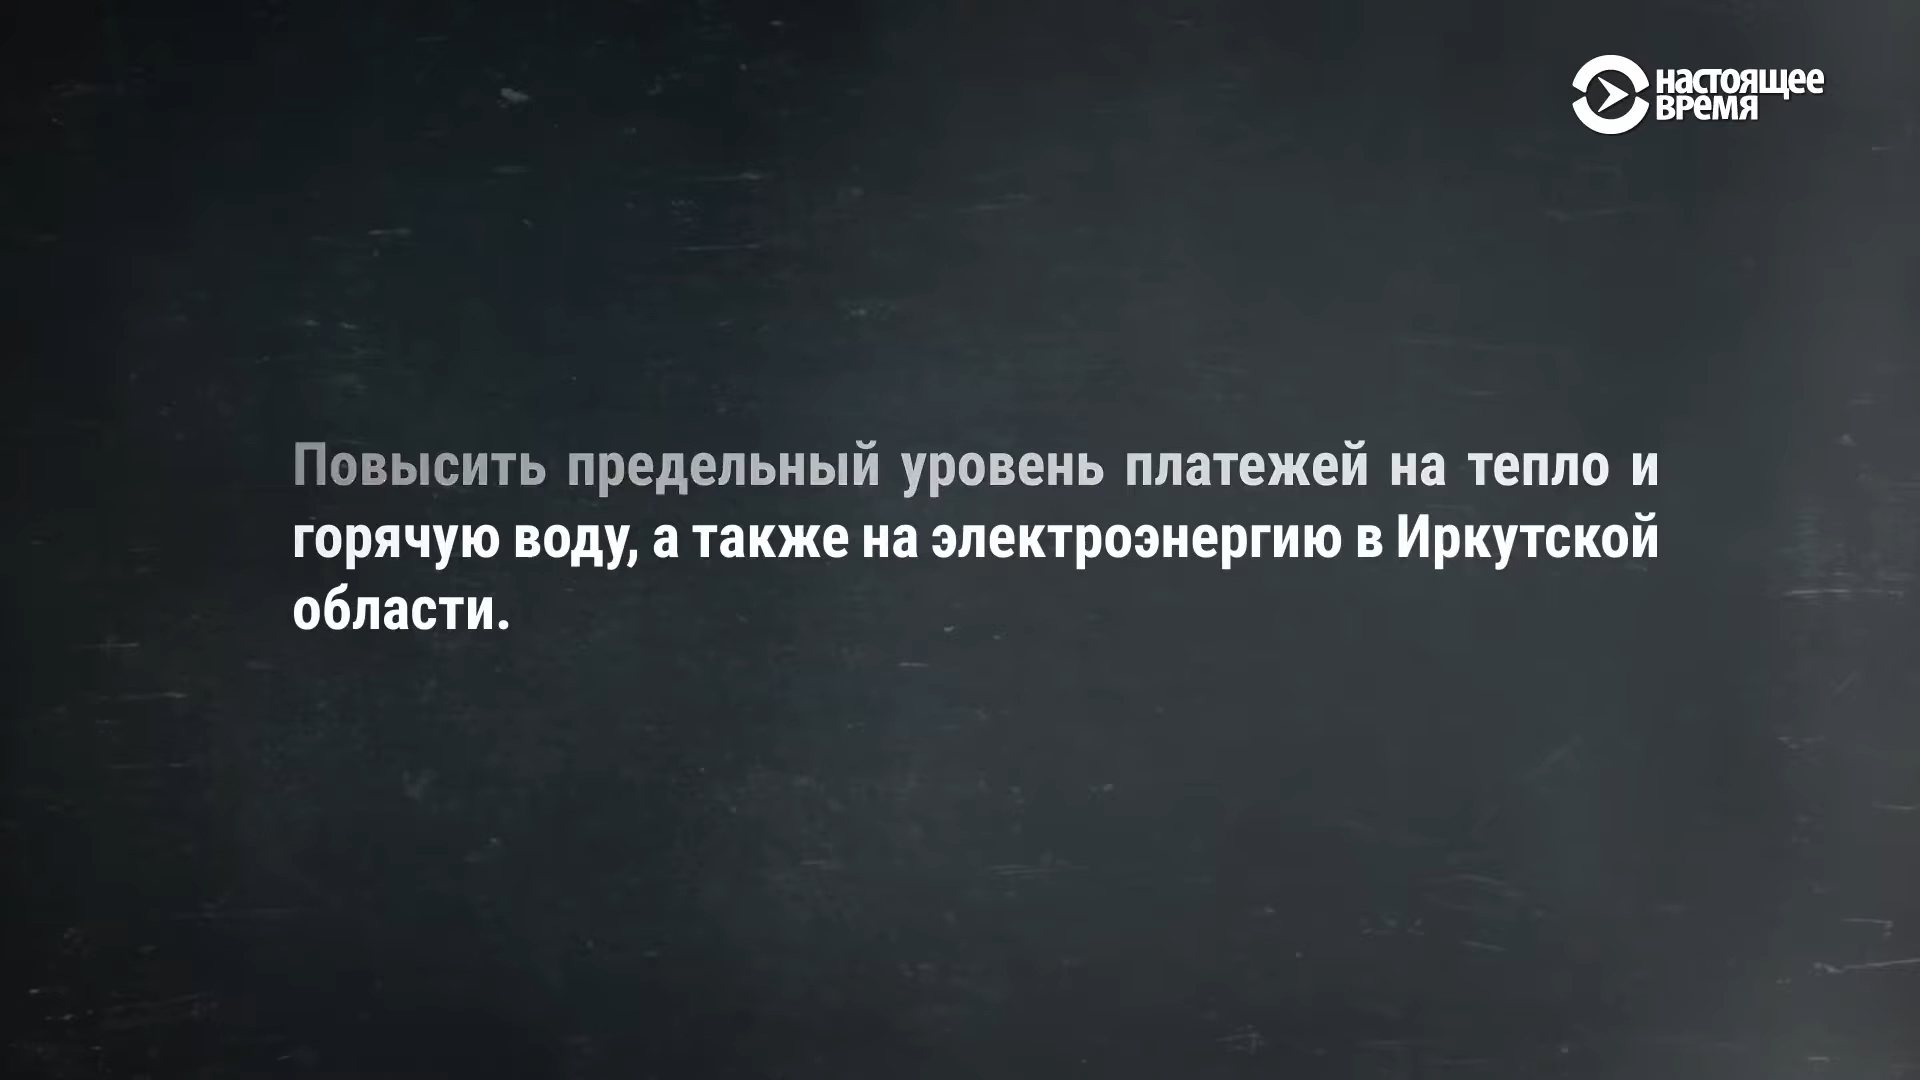 НАСТОЯЩЕЕ
ВРЕМЯ
Повысить предельный уровень платежей на тепло и
горячую воду, а также на электроэнергию в Иркутской
области.